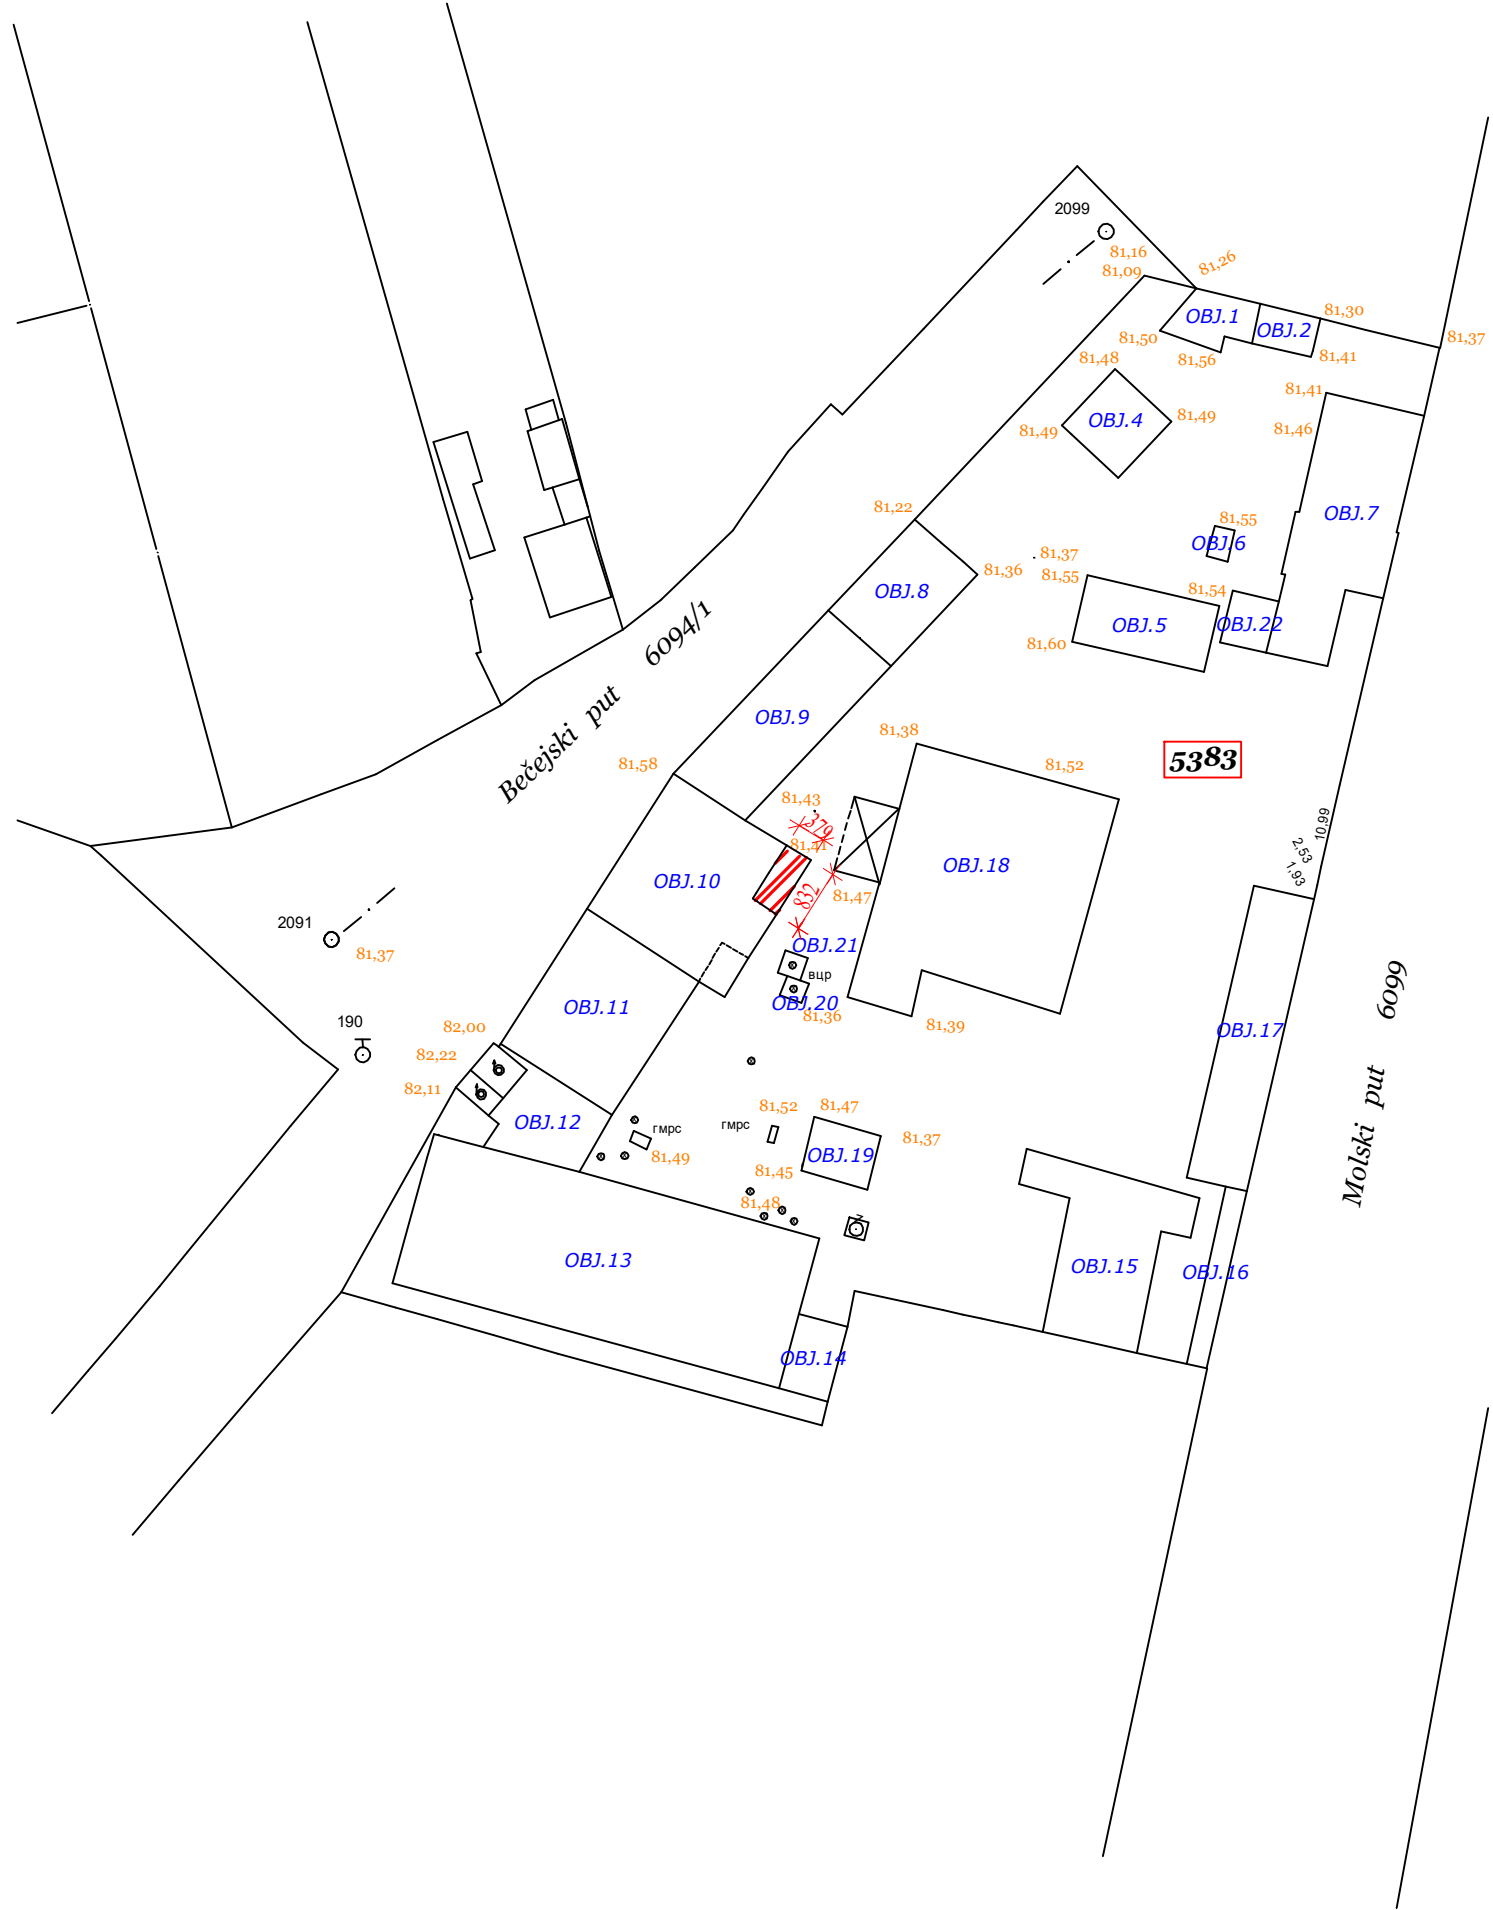 2099
81,16
81,26
81,09
OBJ.1
81,30
OBJ.2
81,50
81,37
81,56
81,41
81,48
81,41
OBJ.4
81,49
81,49
81,46
81,22
81,55
OBJ.7
OBJ.6
81,37
81,36
81,55
OBJ.8
81,54
6094/1
OBJ.5
OBJ.22
81,60
Bečejski put
OBJ.9
81,38
81,58
81,52
5383
81,43
379
81,41
10,99
2,53
1,93
OBJ.10
OBJ.18
832
81,47
2091
81,37
OBJ.21
вцр
OBJ.20
81,36
6099
OBJ.11
190
82,00
81,39
OBJ.17
82,22
82,11
Molski put
OBJ.12
гмрс
гмрс
81,52
81,47
81,37
81,49
OBJ.19
81,45
81,48
OBJ.13
OBJ.15
OBJ.16
OBJ.14